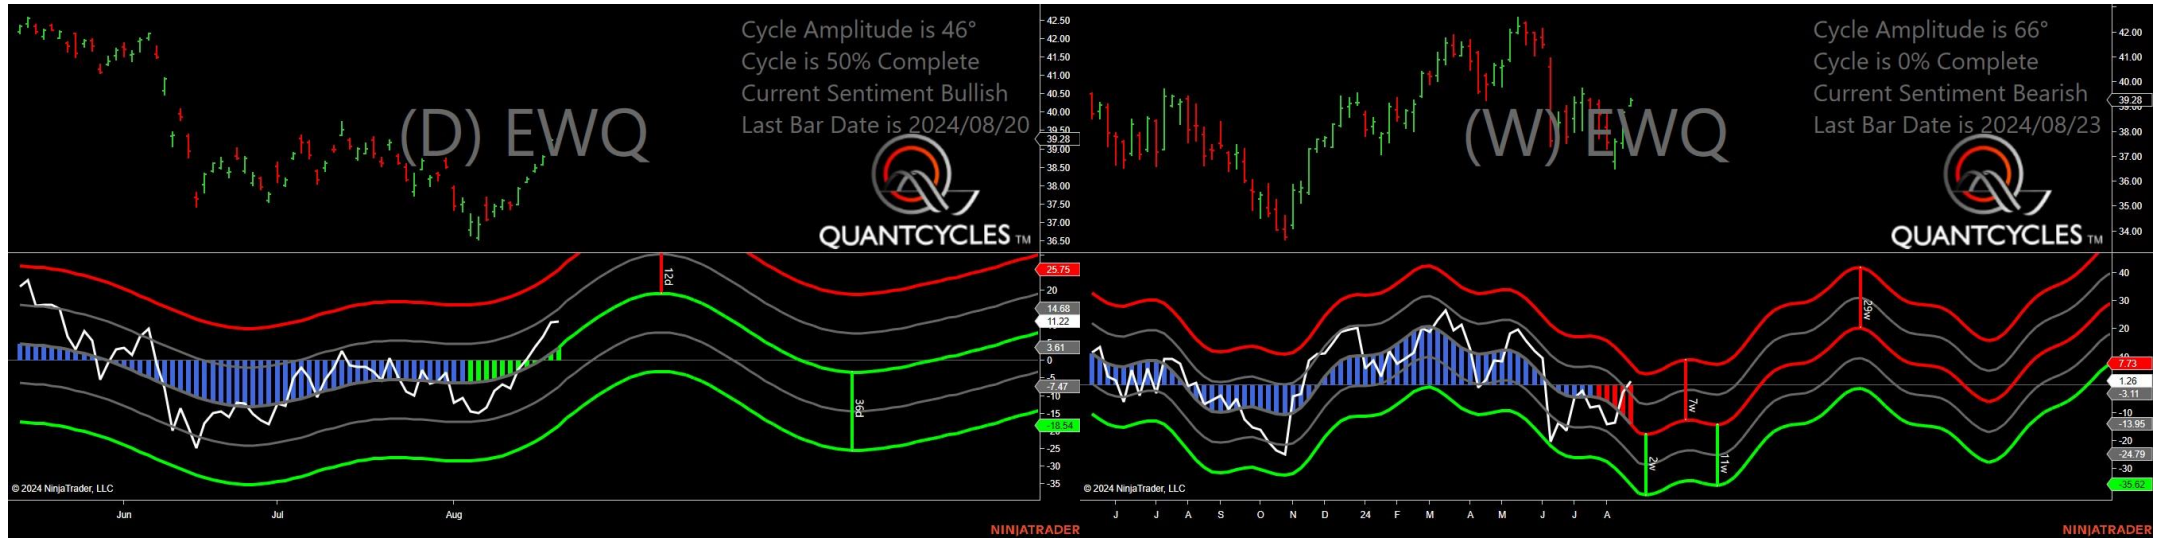 Cycle Amplitude is 46°
Cycle is 50% Complete
Current Sentiment Bullish
Last Bar Date is 2024/08/20
(D) EWQ
QUANTCYCLES TM
42.50
42.00
41.50
41.00
40.50
40.00
39.50
39.28
39.00
38.50
38.00
37.50
37.00
36.50
12d
36d
25.75
20
14.68
11.22
3.61
0
-5
-7.47
-10
-15
-18.54
-25
-30
-35
© 2024 NinjaTrader, LLC
Jun
Jul
Aug
NINJATRADER
Cycle Amplitude is 66°
Cycle is 0% Complete
Current Sentiment Bearish
Last Bar Date is 2024/08/23
(W) EWQ
QUANTCYCLES TM
42.00
41.00
40.00
39.28
38.00
37.00
36.00
35.00
34.00
29w
7w
2w
11w
40
30
20
7.73
1.26
-3.11
-10
-13.95
-20
-24.79
-30
-35.62
© 2024 NinjaTrader, LLC
J J A S O N D 24 F M A M J J A
NINJATRADER